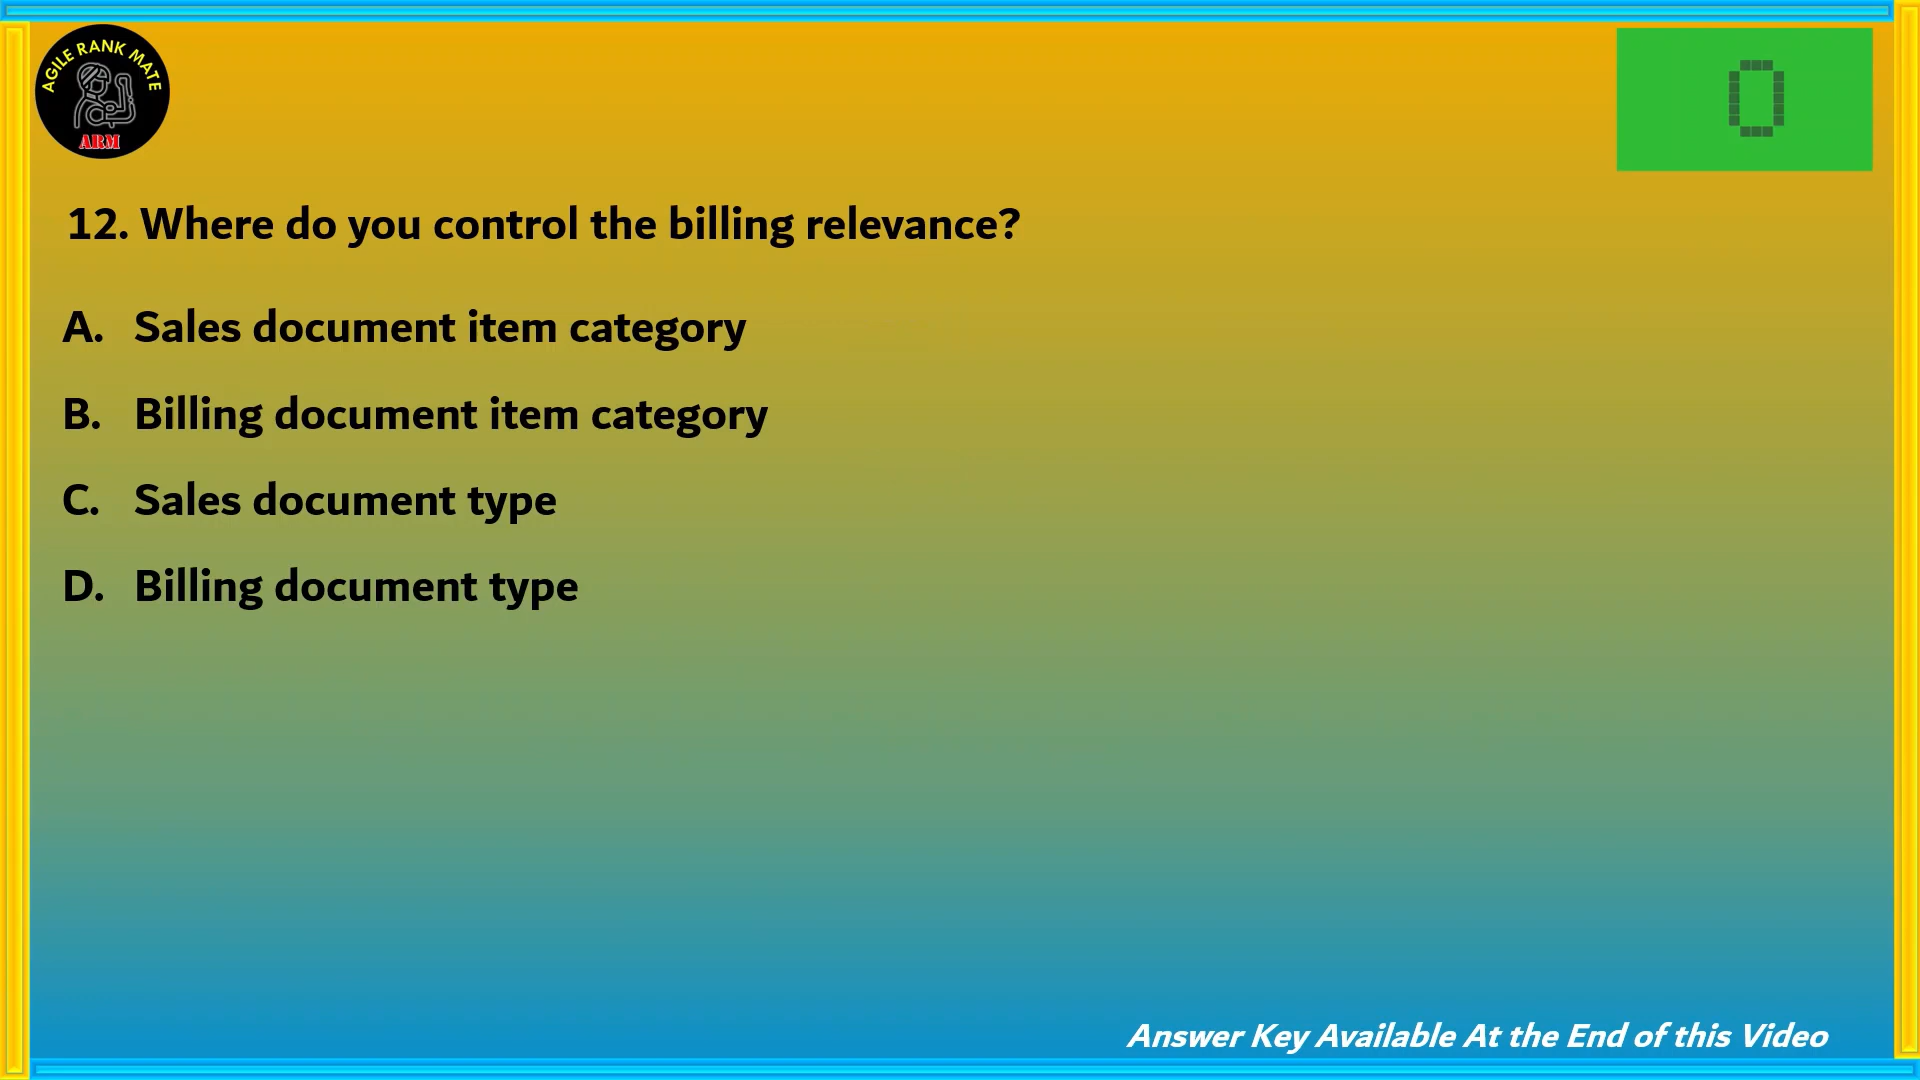 AGILE RANK MATE
ARM
0
12. Where do you control the billing relevance?
A. Sales document item category
B. Billing document item category
C. Sales document type
D. Billing document type
Answer Key Available At the End of this Video